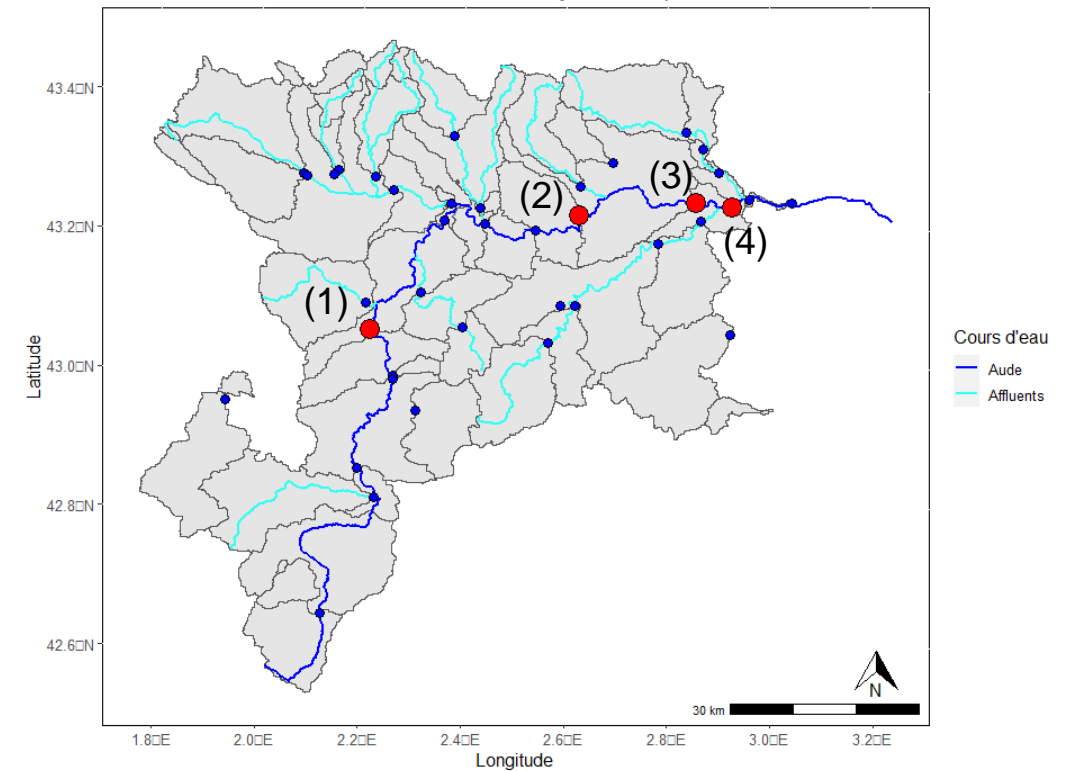 43.4□N
43.2□N
43.0□N
42.8□N
42.6□N
Latitude
(1)
(2)
(3)
(4)
Cours d'eau
Aude
Affluents
N
30 km
1.8□E 2.0□E 2.2□E 2.4□E 2.6□E 2.8□E 3.0□E 3.2□E
Longitude